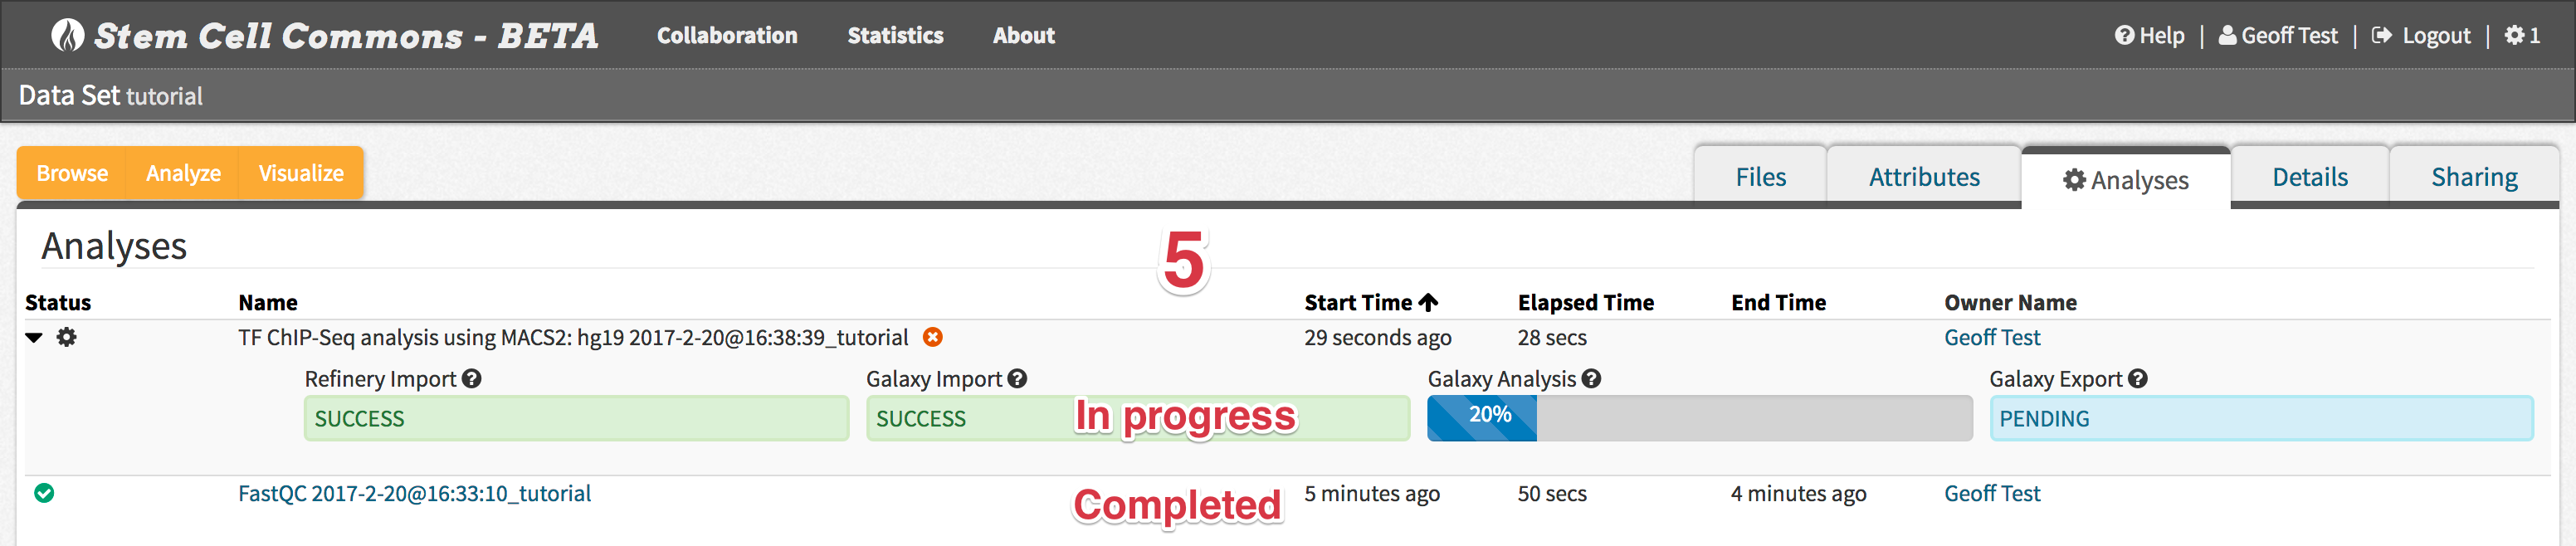 Stem Cell Commons - BETA Collaboration Statistics About Help | Geoff Test | Logout | 1
Data Set tutorial
Browse Analyze Visualize Files Attributes Analyses Details Sharing
Analyses
5
Status Name Start Time Elapsed Time End Time Owner Name
TF ChIP-Seq analysis using MACS2: hg19 2017-2-20@16:38:39_tutorial 29 seconds ago 28 secs Geoff Test
Refinery Import Galaxy Import Galaxy Analysis Galaxy Export
SUCCESS SUCCESS In progress 20% PENDING
FastQC 2017-2-20@16:33:10_tutorial Completed 5 minutes ago 50 secs 4 minutes ago Geoff Test